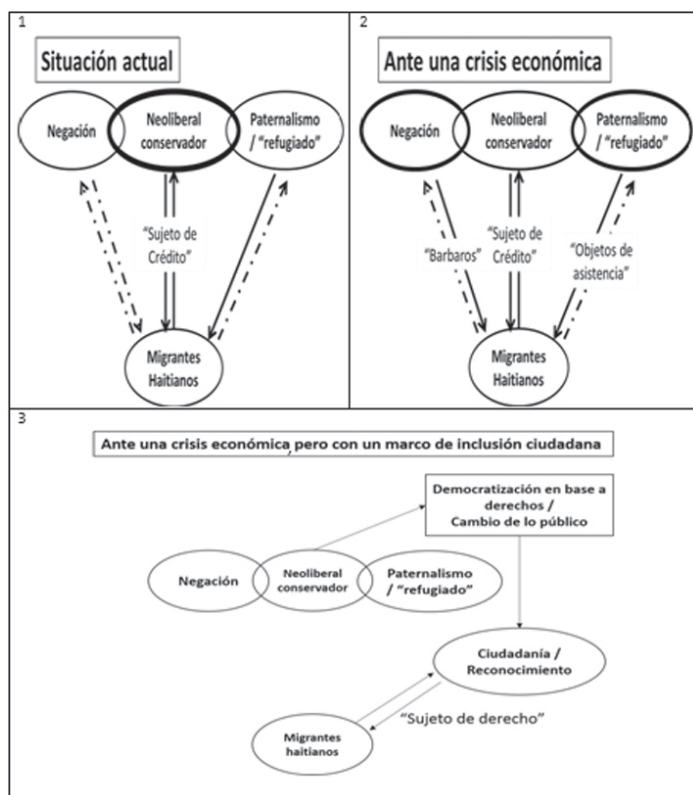 1
Situación actual
Negación
Neoliberal
conservador
Paternalismo
/ "refugiado"
"Sujeto de
Crédito"
Migrantes
Haitianos
2
Ante una crisis económica
Negación
Neoliberal
conservador
Paternalismo
/ "refugiado"
"Barbaros"
"Sujeto de
Crédito"
"Objetos de
asistencia"
Migrantes
Haitianos
3
Ante una crisis económica, pero con un marco de inclusión ciudadana
Democratización en base a
derechos /
Cambio de lo público
Negación
Neoliberal
conservador
Paternalismo
/ "refugiado"
Ciudadanía /
Reconocimiento
"Sujeto de derecho"
Migrantes
haitianos